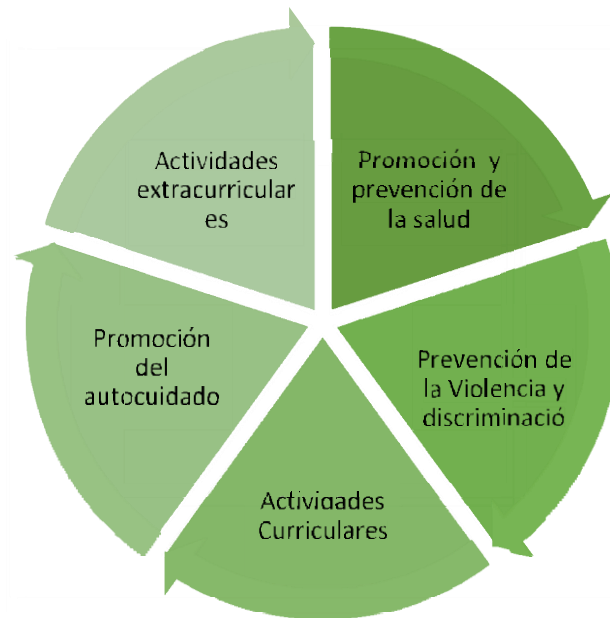 Promoción y
prevención de
la salud
Prevención de
la Violencia y
discriminació
Actividades
Curriculares
Promoción
del
autocuidado
Actividades
extracurricular
es